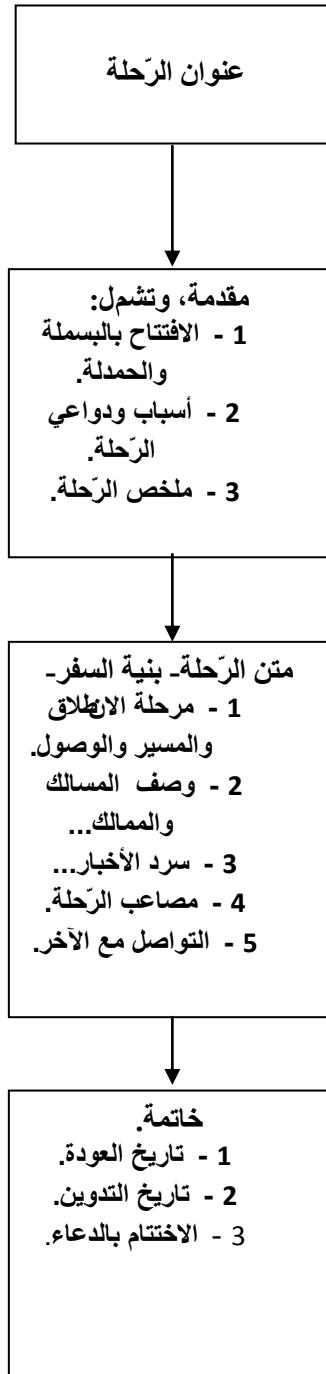 عنوان الرّحلة
مقدمة، وتشمل:
1 - الافتتاح بالبسملة
والحمدلة.
2 - أسباب ودواعي
الرّحلة.
3 - ملخص الرّحلة.
متن الرّحلة- بنية السفر-
1 - مرحلة الانطلاق
والمسير والوصول.
2 - وصف المسالك
والممالك...
3 - سرد الأخبار...
4 - مصاعب الرّحلة.
5 - التواصل مع الآخر.
خاتمة.
1 - تاريخ العودة.
2 - تاريخ التدوين.
3 - الاختتام بالدعاء.